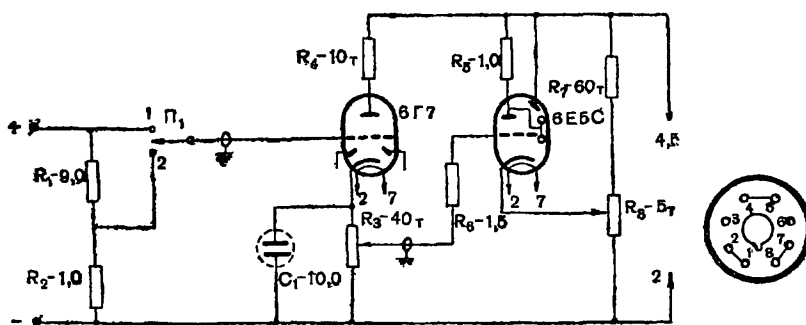 R₄-10т
R₅-1,0
R₇-60т
6Г7
6Е5С
+
1
П₁
2
4,5
R₁-9,0
2
7
2
7
R₃-40т
R₆-1,5
R₈-5т
R₂-1,0
C₁-10,0
2
-
4
5
3
6
2
7
1
8